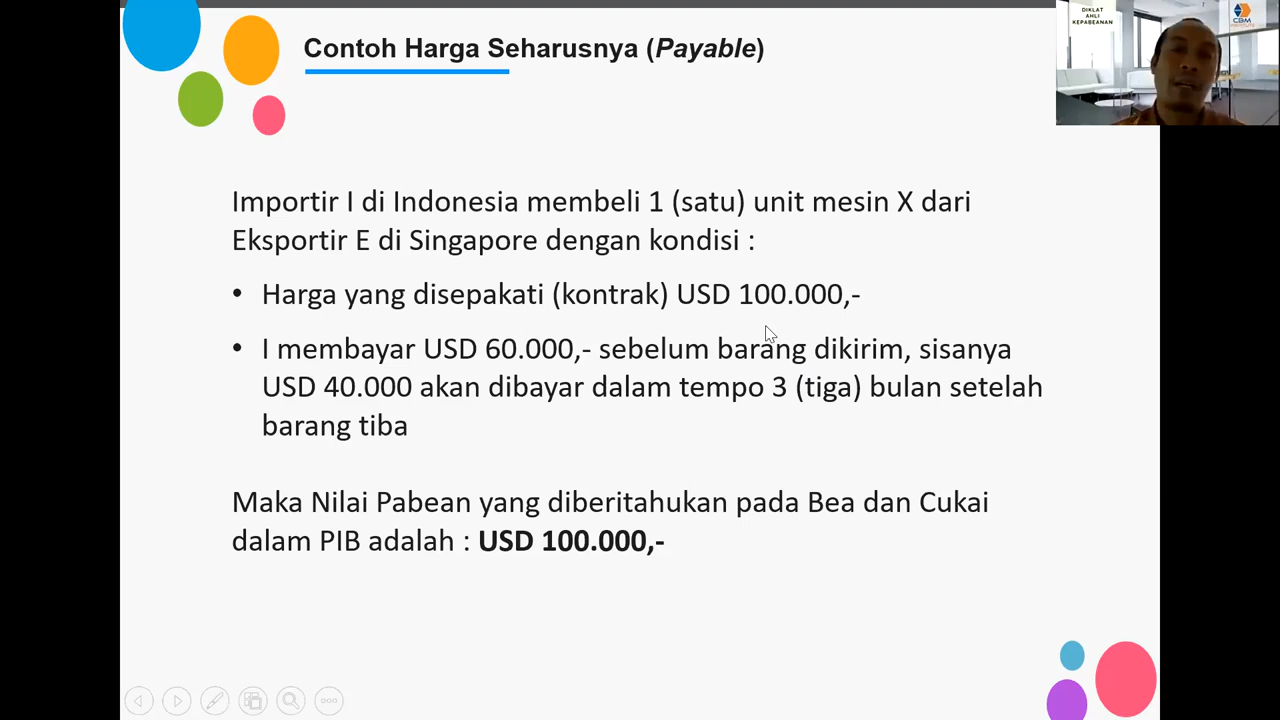 Contoh Harga Seharusnya (Payable)
DIKLAT
AHLI
KEPABEANAN
CBM
INSTITUTE
Importir I di Indonesia membeli 1 (satu) unit mesin X dari
Eksportir E di Singapore dengan kondisi :
• Harga yang disepakati (kontrak) USD 100.000,-
• I membayar USD 60.000,- sebelum barang dikirim, sisanya
USD 40.000 akan dibayar dalam tempo 3 (tiga) bulan setelah
barang tiba
Maka Nilai Pabean yang diberitahukan pada Bea dan Cukai
dalam PIB adalah : USD 100.000,-